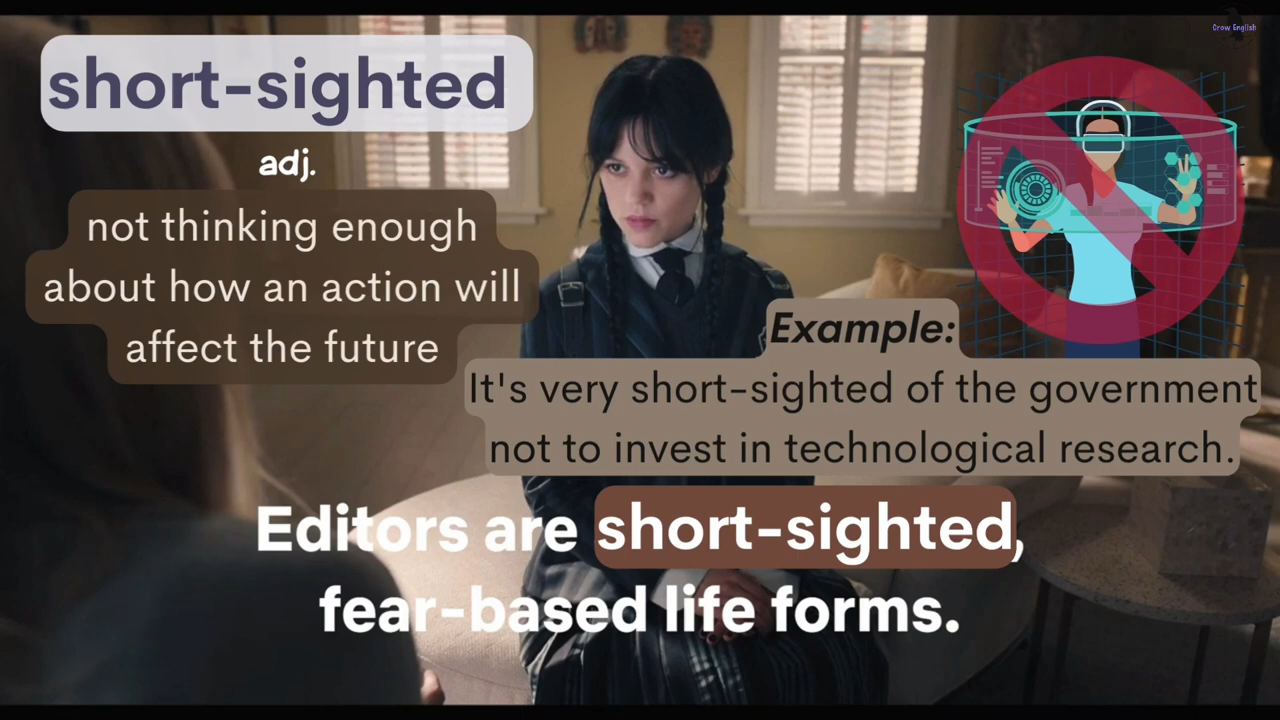 Crow English
short-sighted
adj.
not thinking enough
about how an action will
affect the future
Example:
It's very short-sighted of the government
not to invest in technological research.
Editors are short-sighted,
fear-based life forms.